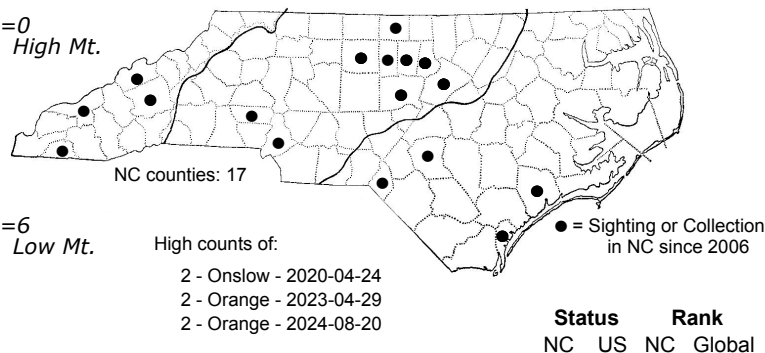 =0
High Mt.
NC counties: 17
=6
Low Mt.
High counts of:
2 - Onslow - 2020-04-24
2 - Orange - 2023-04-29
2 - Orange - 2024-08-20
● = Sighting or Collection
in NC since 2006
Status Rank
NC US NC Global